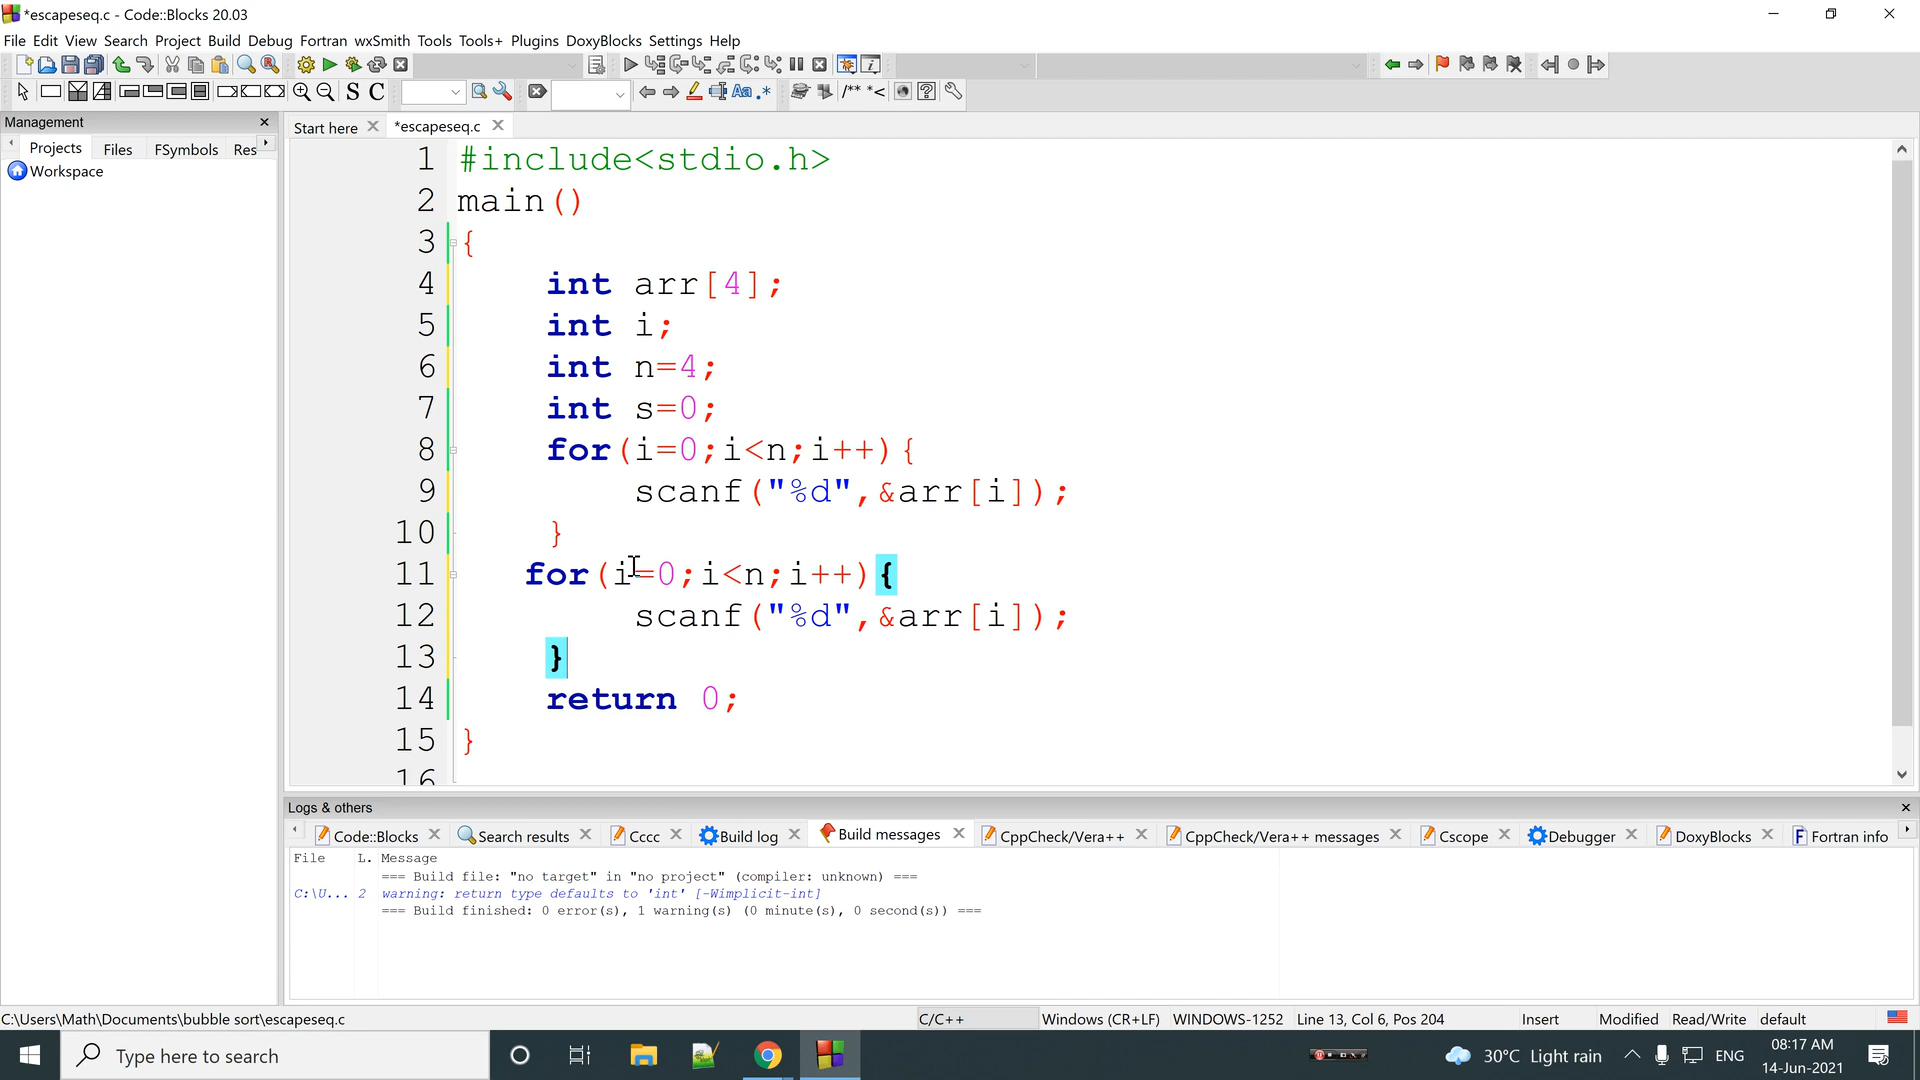 *escapeseq.c - Code::Blocks 20.03
File Edit View Search Project Build Debug Fortran wxSmith Tools Tools+ Plugins DoxyBlocks Settings Help
S C
Aa .* /** *<
Management
Projects Files FSymbols Res
Workspace
Start here *escapeseq.c
1 #include<stdio.h>
2 main()
3 {
4 int arr[4];
5 int i;
6 int n=4;
7 int s=0;
8 for(i=0;i<n;i++){
9 scanf("%d",&arr[i]);
10 }
11 for(i=0;i<n;i++){
12 scanf("%d",&arr[i]);
13 }
14 return 0;
15 }
16
Logs & others
Code::Blocks Search results Cccc Build log Build messages CppCheck/Vera++ CppCheck/Vera++ messages Cscope Debugger DoxyBlocks Fortran info
File L. Message
=== Build file: "no target" in "no project" (compiler: unknown) ===
C:\U... 2 warning: return type defaults to 'int' [-Wimplicit-int]
=== Build finished: 0 error(s), 1 warning(s) (0 minute(s), 0 second(s)) ===
C:\Users\Math\Documents\bubble sort\escapeseq.c C/C++ Windows (CR+LF) WINDOWS-1252 Line 13, Col 6, Pos 204 Insert Modified Read/Write default
Type here to search
30°C Light rain ENG
08:17 AM
14-Jun-2021